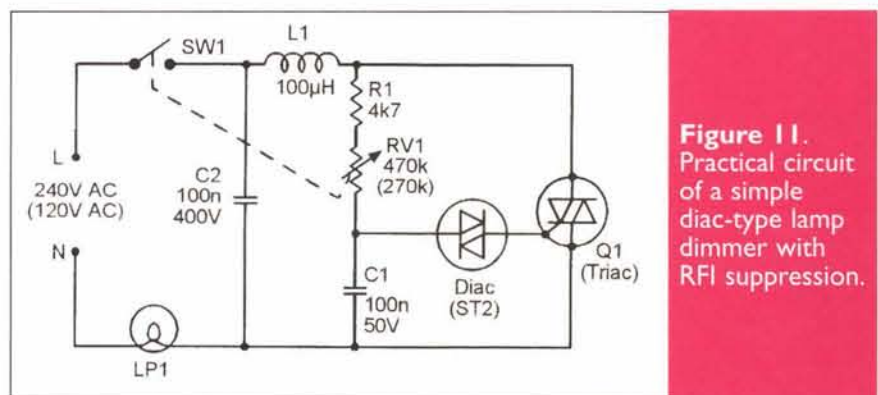 SW1
L1
100µH
R1
4k7
RV1
470k
(270k)
L
240V AC
(120V AC)
N
C2
100n
400V
C1
100n
50V
Diac
(ST2)
Q1
(Triac)
LP1
Figure 11.
Practical circuit
of a simple
diac-type lamp
dimmer with
RFI suppression.